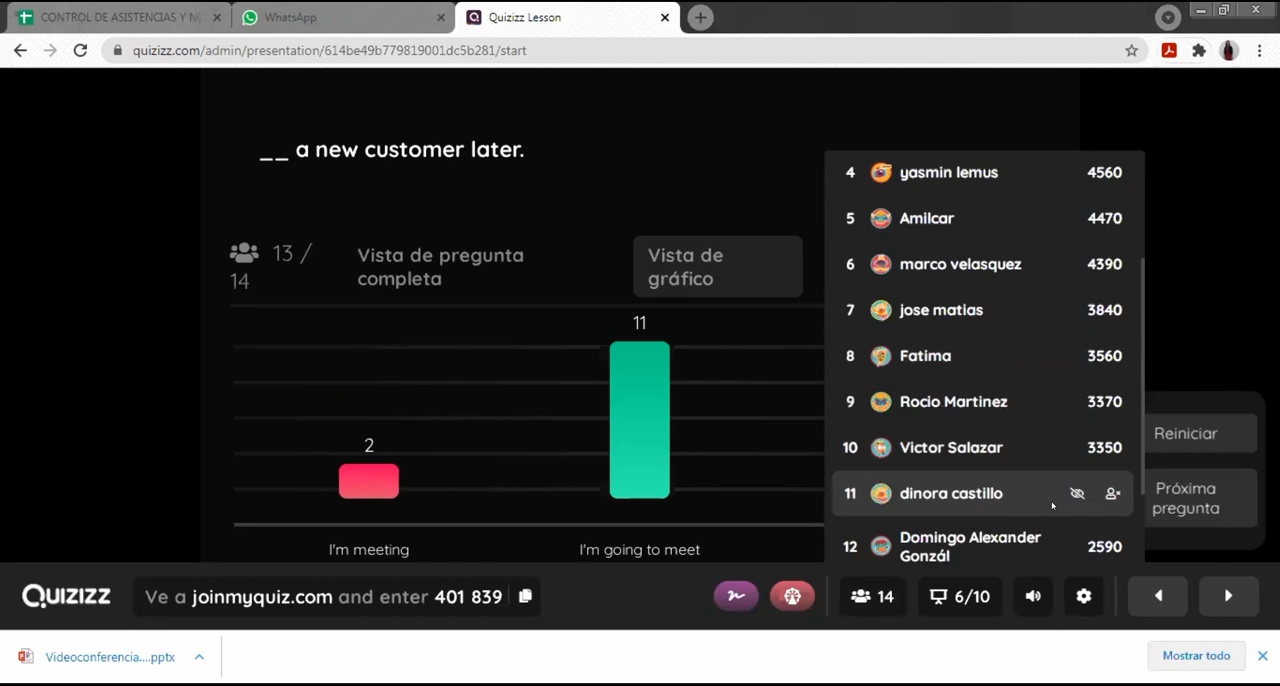 CONTROL DE ASISTENCIAS Y N
WhatsApp
Quizizz Lesson
quizizz.com/admin/presentation/614be49b779819001dc5b281/start
__ a new customer later.
13 /
14
Vista de pregunta
completa
Vista de
gráfico
11
2
I'm meeting
I'm going to meet
4 yasmin lemus 4560
5 Amilcar 4470
6 marco velasquez 4390
7 jose matias 3840
8 Fatima 3560
9 Rocio Martinez 3370
10 Victor Salazar 3350
11 dinora castillo
12 Domingo Alexander
Gonzál 2590
Reiniciar
Próxima
pregunta
QUIZIZZ
Ve a joinmyquiz.com and enter 401 839
14
6/10
Videoconferencia....pptx
Mostrar todo